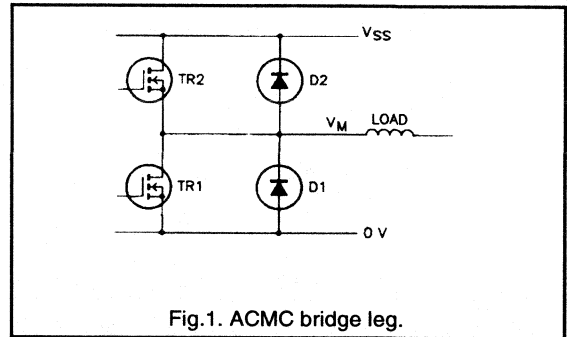 VSS
TR2
D2
VM
LOAD
TR1
D1
0 V
Fig.1. ACMC bridge leg.